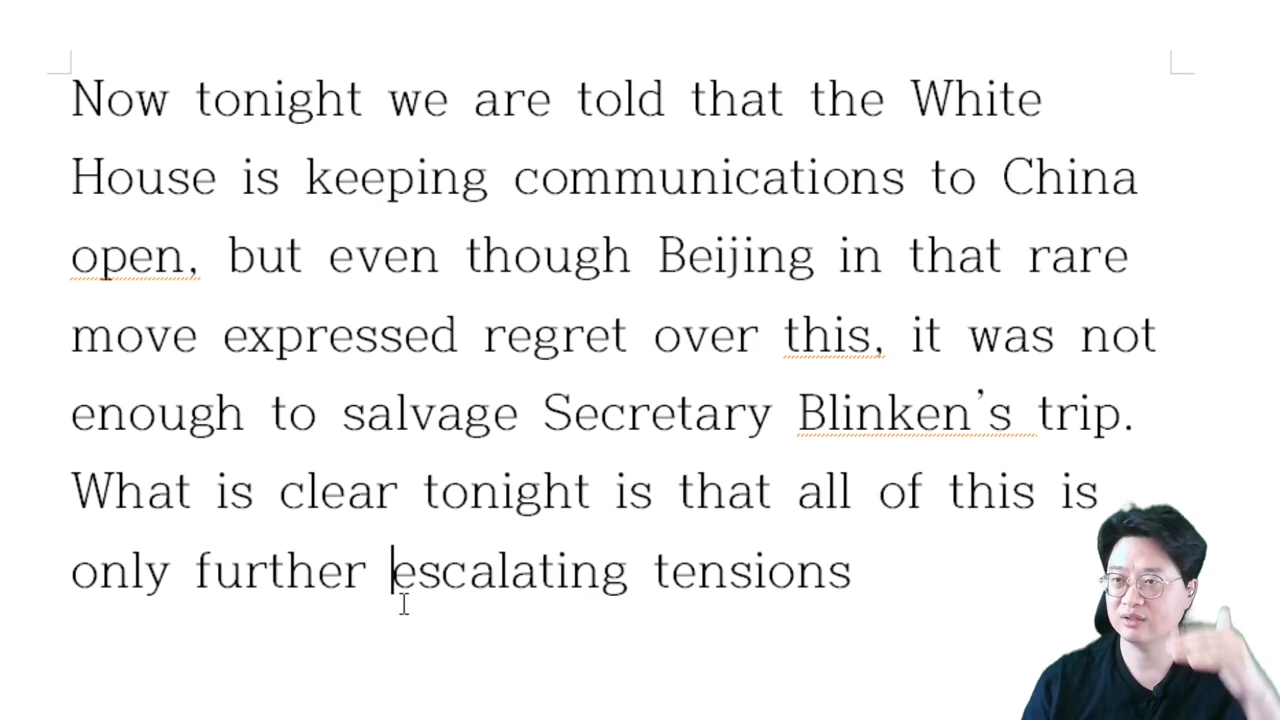 Now tonight we are told that the White
House is keeping communications to China
open, but even though Beijing in that rare
move expressed regret over this, it was not
enough to salvage Secretary Blinken's trip.
What is clear tonight is that all of this is
only further escalating tensions